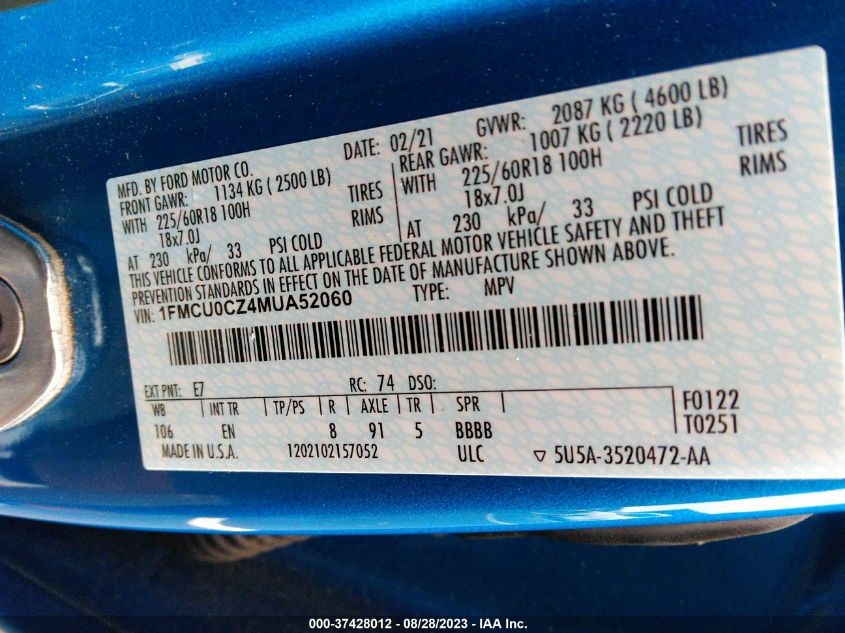 MFD. BY FORD MOTOR CO. DATE: 02/21 GVWR: 2087 KG ( 4600 LB)
FRONT GAWR: 1134 KG ( 2500 LB) REAR GAWR: 1007 KG ( 2220 LB)
WITH 225/60R18 100H TIRES WITH 225/60R18 100H TIRES
18x7.0J RIMS 18x7.0J RIMS
AT 230 kPa/ 33 PSI COLD AT 230 kPa/ 33 PSI COLD
THIS VEHICLE CONFORMS TO ALL APPLICABLE FEDERAL MOTOR VEHICLE SAFETY AND THEFT
PREVENTION STANDARDS IN EFFECT ON THE DATE OF MANUFACTURE SHOWN ABOVE.
VIN: 1FMCU0CZ4MUA52060 TYPE: MPV
EXT PNT: E7 RC: 74 DSO:
WB INT TR TP/PS R AXLE TR SPR F0122
106 EN 8 91 5 BBBB T0251
MADE IN U.S.A. 1202102157052 ULC ▽ 5U5A-3520472-AA
000-37428012 - 08/28/2023 - IAA Inc.